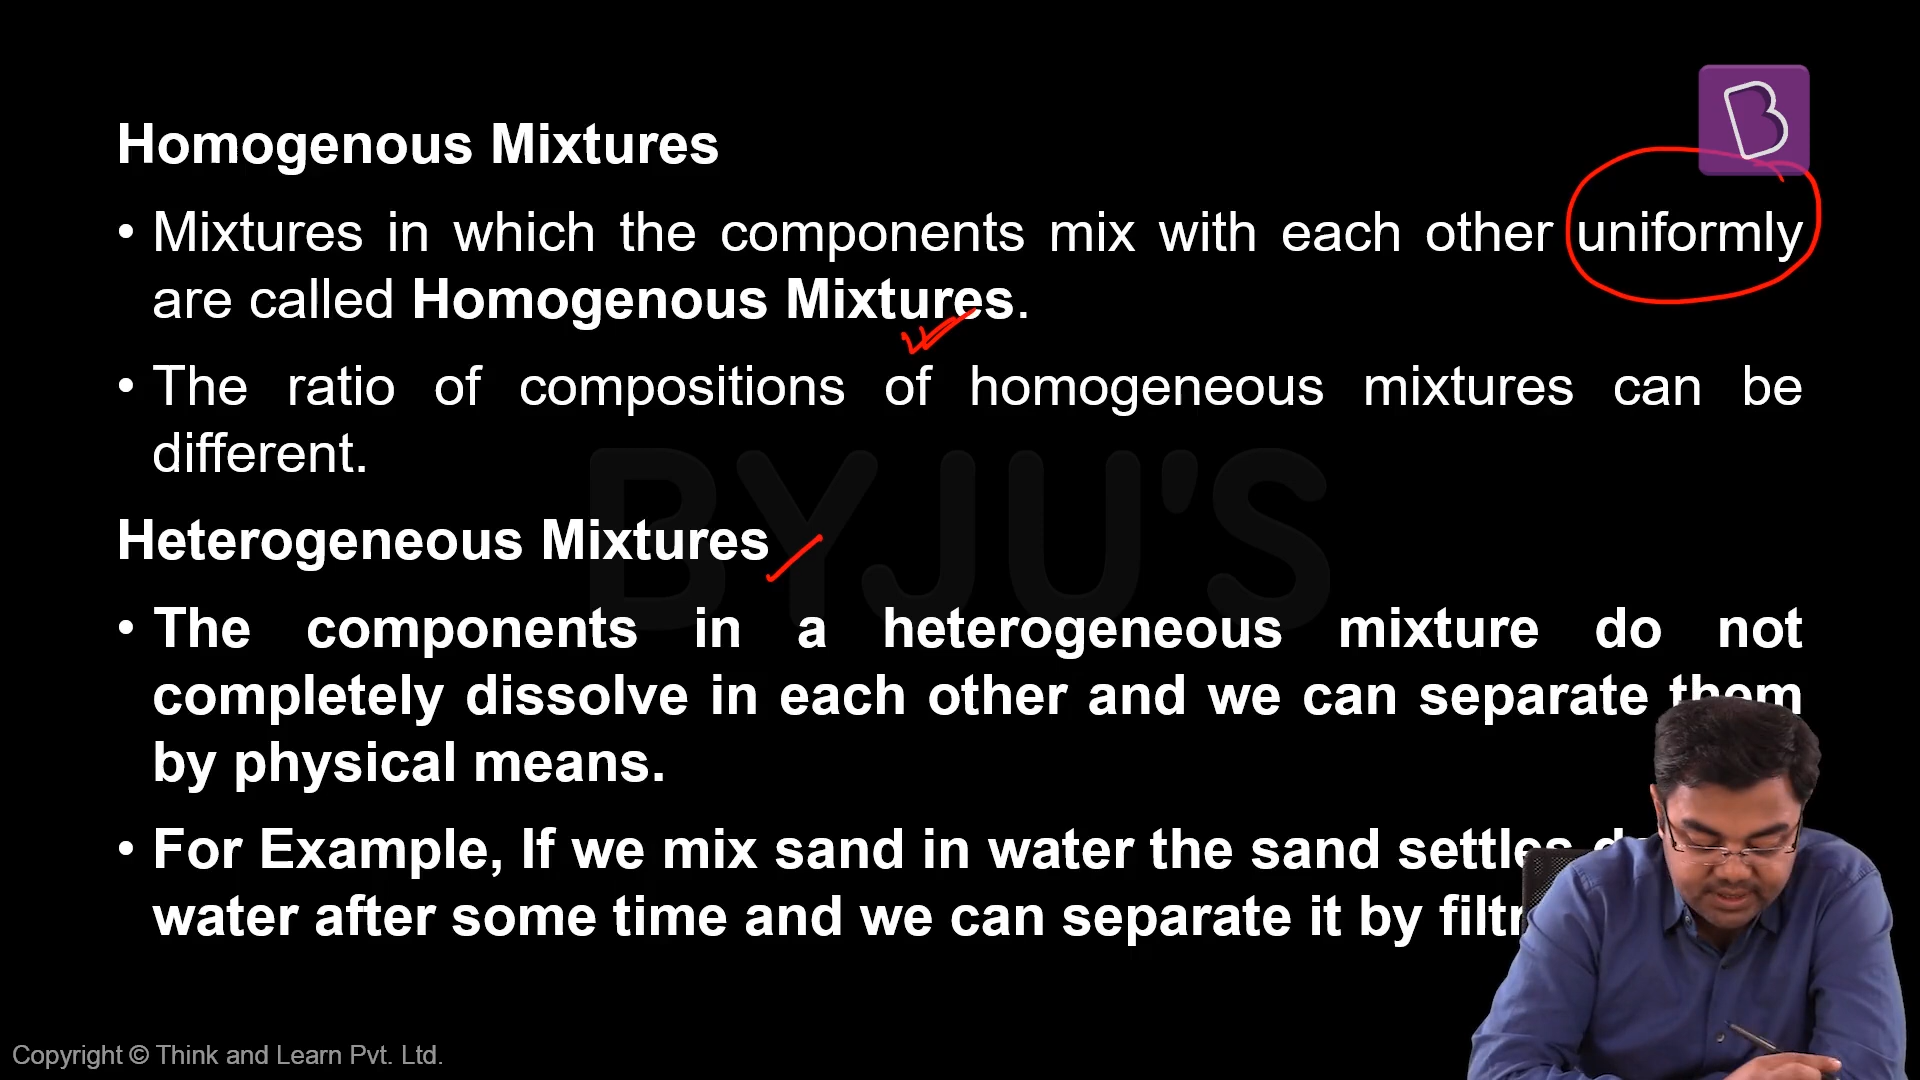 Homogenous Mixtures
• Mixtures in which the components mix with each other uniformly
are called Homogenous Mixtures.
• The ratio of compositions of homogeneous mixtures can be
different.
BYJU'S
Heterogeneous Mixtures
• The components in a heterogeneous mixture do not
completely dissolve in each other and we can separate them
by physical means.
• For Example, If we mix sand in water the sand settles
water after some time and we can separate it by
Copyright © Think and Learn Pvt. Ltd.